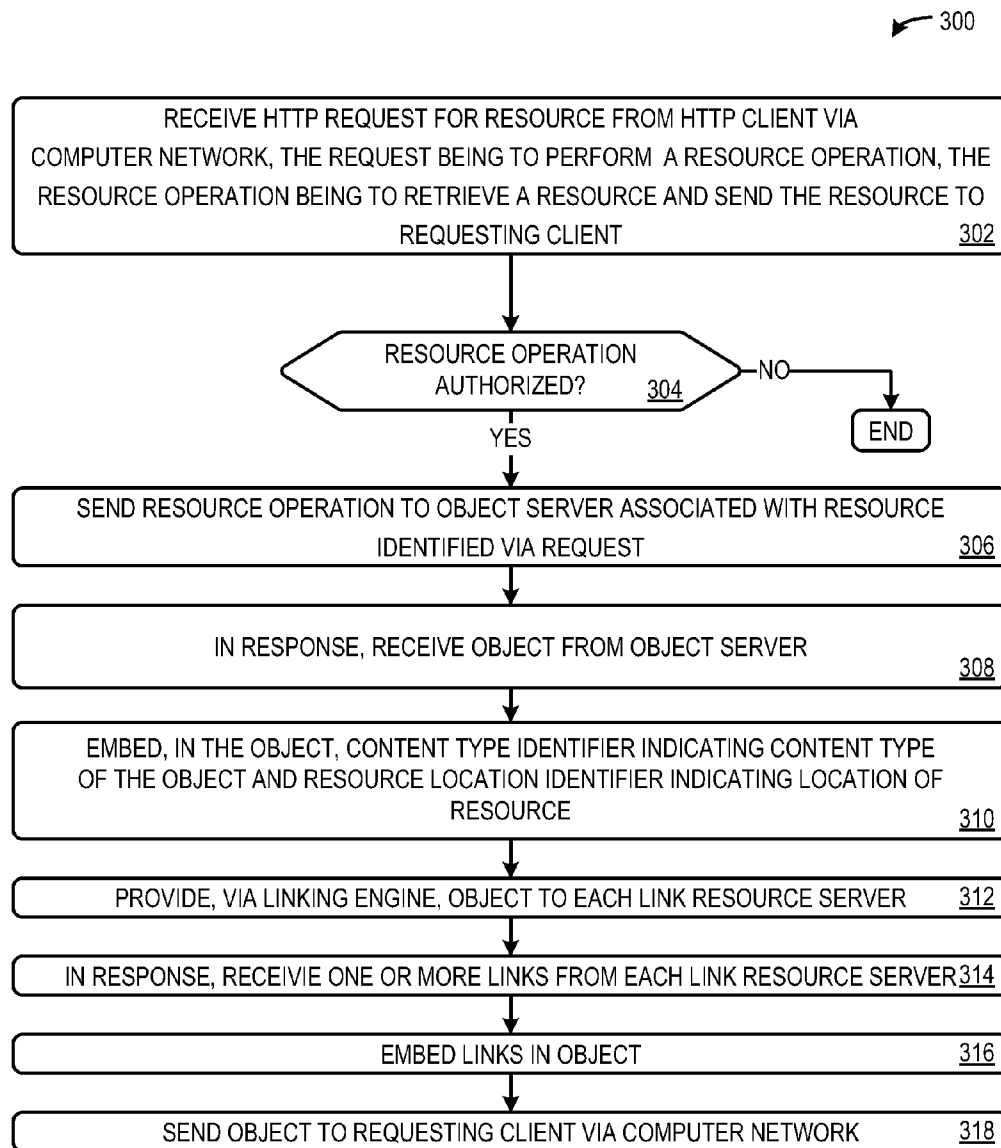 300
RECEIVE HTTP REQUEST FOR RESOURCE FROM HTTP CLIENT VIA
COMPUTER NETWORK, THE REQUEST BEING TO PERFORM A RESOURCE OPERATION, THE
RESOURCE OPERATION BEING TO RETRIEVE A RESOURCE AND SEND THE RESOURCE TO
REQUESTING CLIENT 302
RESOURCE OPERATION
AUTHORIZED? 304
NO
END
YES
SEND RESOURCE OPERATION TO OBJECT SERVER ASSOCIATED WITH RESOURCE
IDENTIFIED VIA REQUEST 306
IN RESPONSE, RECEIVE OBJECT FROM OBJECT SERVER
308
EMBED, IN THE OBJECT, CONTENT TYPE IDENTIFIER INDICATING CONTENT TYPE
OF THE OBJECT AND RESOURCE LOCATION IDENTIFIER INDICATING LOCATION OF
RESOURCE 310
PROVIDE, VIA LINKING ENGINE, OBJECT TO EACH LINK RESOURCE SERVER 312
IN RESPONSE, RECEIVIE ONE OR MORE LINKS FROM EACH LINK RESOURCE SERVER 314
EMBED LINKS IN OBJECT 316
SEND OBJECT TO REQUESTING CLIENT VIA COMPUTER NETWORK 318